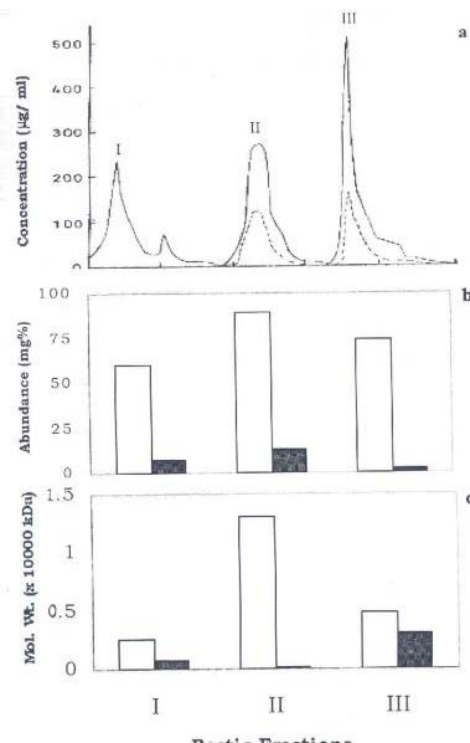 III
a
500
400
300
200
100
0
Concentration (µg/ ml)
I
II
b
100
75
50
25
0
Abundance (mg%)
c
1.5
1
0.5
0
Mol. Wt. (x 10000 kDa)
I II III
Pectic Fractions